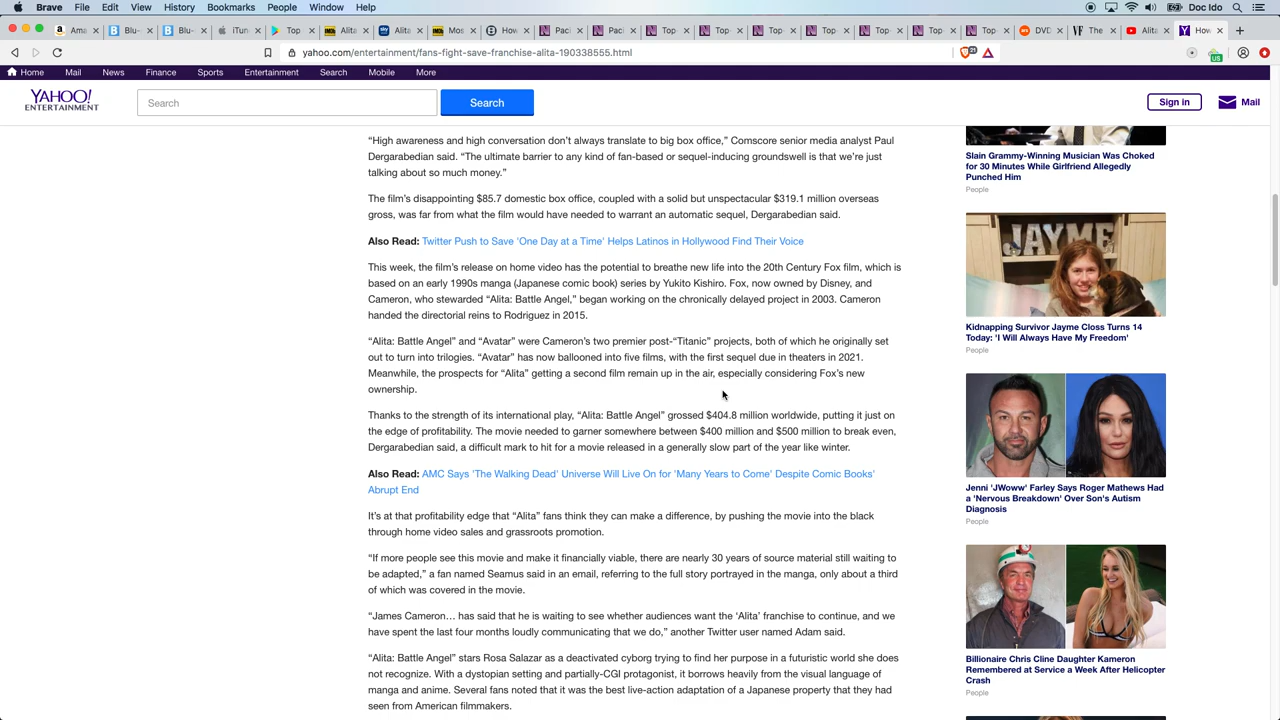 Chrome File Edit View History Bookmarks People Window Help Doc Ido
Ama Blu- Blu- iTun Top Alita Alita Mos How Paci Paci Top Top Top Top Top Top Top DVD The Alita How
yahoo.com/entertainment/fans-fight-save-franchise-alita-190338555.html 21 US
Home Mail News Finance Sports Entertainment Search Mobile More
YAHOO!
ENTERTAINMENT
Search Search Sign in Mail
“High awareness and high conversation don’t always translate to big box office,” Comscore senior media analyst Paul
Dergarabedian said. “The ultimate barrier to any kind of fan-based or sequel-inducing groundswell is that we’re just
talking about so much money.”
The film’s disappointing $85.7 domestic box office, coupled with a solid but unspectacular $319.1 million overseas
gross, was far from what the film would have needed to warrant an automatic sequel, Dergarabedian said.
Also Read: Twitter Push to Save 'One Day at a Time' Helps Latinos in Hollywood Find Their Voice
This week, the film’s release on home video has the potential to breathe new life into the 20th Century Fox film, which is
based on an early 1990s manga (Japanese comic book) series by Yukito Kishiro. Fox, now owned by Disney, and
Cameron, who stewarded “Alita: Battle Angel,” began working on the chronically delayed project in 2003. Cameron
handed the directorial reins to Rodriguez in 2015.
“Alita: Battle Angel” and “Avatar” were Cameron’s two premier post-“Titanic” projects, both of which he originally set
out to turn into trilogies. “Avatar” has now ballooned into five films, with the first sequel due in theaters in 2021.
Meanwhile, the prospects for “Alita” getting a second film remain up in the air, especially considering Fox’s new
ownership.
Thanks to the strength of its international play, “Alita: Battle Angel” grossed $404.8 million worldwide, putting it just on
the edge of profitability. The movie needed to garner somewhere between $400 million and $500 million to break even,
Dergarabedian said, a difficult mark to hit for a movie released in a generally slow part of the year like winter.
Also Read: AMC Says 'The Walking Dead' Universe Will Live On for 'Many Years to Come' Despite Comic Books'
Abrupt End
It’s at that profitability edge that “Alita” fans think they can make a difference, by pushing the movie into the black
through home video sales and grassroots promotion.
“If more people see this movie and make it financially viable, there are nearly 30 years of source material still waiting to
be adapted,” a fan named Seamus said in an email, referring to the full story portrayed in the manga, only about a third
of which was covered in the movie.
“James Cameron… has said that he is waiting to see whether audiences want the ‘Alita’ franchise to continue, and we
have spent the last four months loudly communicating that we do,” another Twitter user named Adam said.
“Alita: Battle Angel” stars Rosa Salazar as a deactivated cyborg trying to find her purpose in a futuristic world she does
not recognize. With a dystopian setting and partially-CGI protagonist, it borrows heavily from the visual language of
manga and anime. Several fans noted that it was the best live-action adaptation of a Japanese property that they had
seen from American filmmakers.
Slain Grammy-Winning Musician Was Choked
for 30 Minutes While Girlfriend Allegedly
Punched Him
People
JAYME
Kidnapping Survivor Jayme Closs Turns 14
Today: 'I Will Always Have My Freedom'
People
Jenni 'JWoww' Farley Says Roger Mathews Had
a 'Nervous Breakdown' Over Son's Autism
Diagnosis
People
Billionaire Chris Cline Daughter Kameron
Remembered at Service a Week After Helicopter
Crash
People